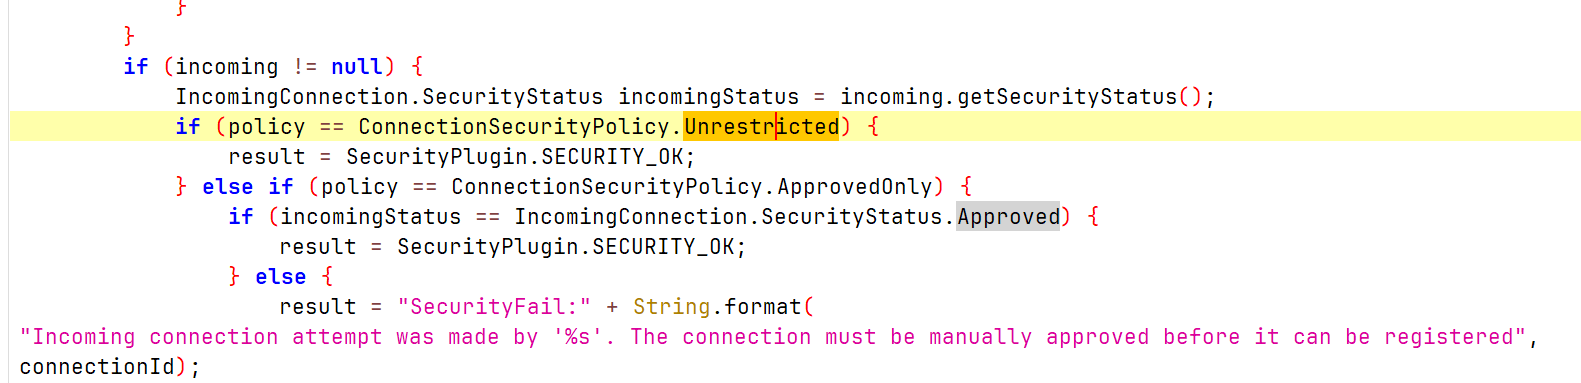 }
}
if (incoming != null) {
IncomingConnection.SecurityStatus incomingStatus = incoming.getSecurityStatus();
if (policy == ConnectionSecurityPolicy.Unrestricted) {
result = SecurityPlugin.SECURITY_OK;
} else if (policy == ConnectionSecurityPolicy.ApprovedOnly) {
if (incomingStatus == IncomingConnection.SecurityStatus.Approved) {
result = SecurityPlugin.SECURITY_OK;
} else {
result = "SecurityFail:" + String.format(
"Incoming connection attempt was made by '%s'. The connection must be manually approved before it can be registered",
connectionId);